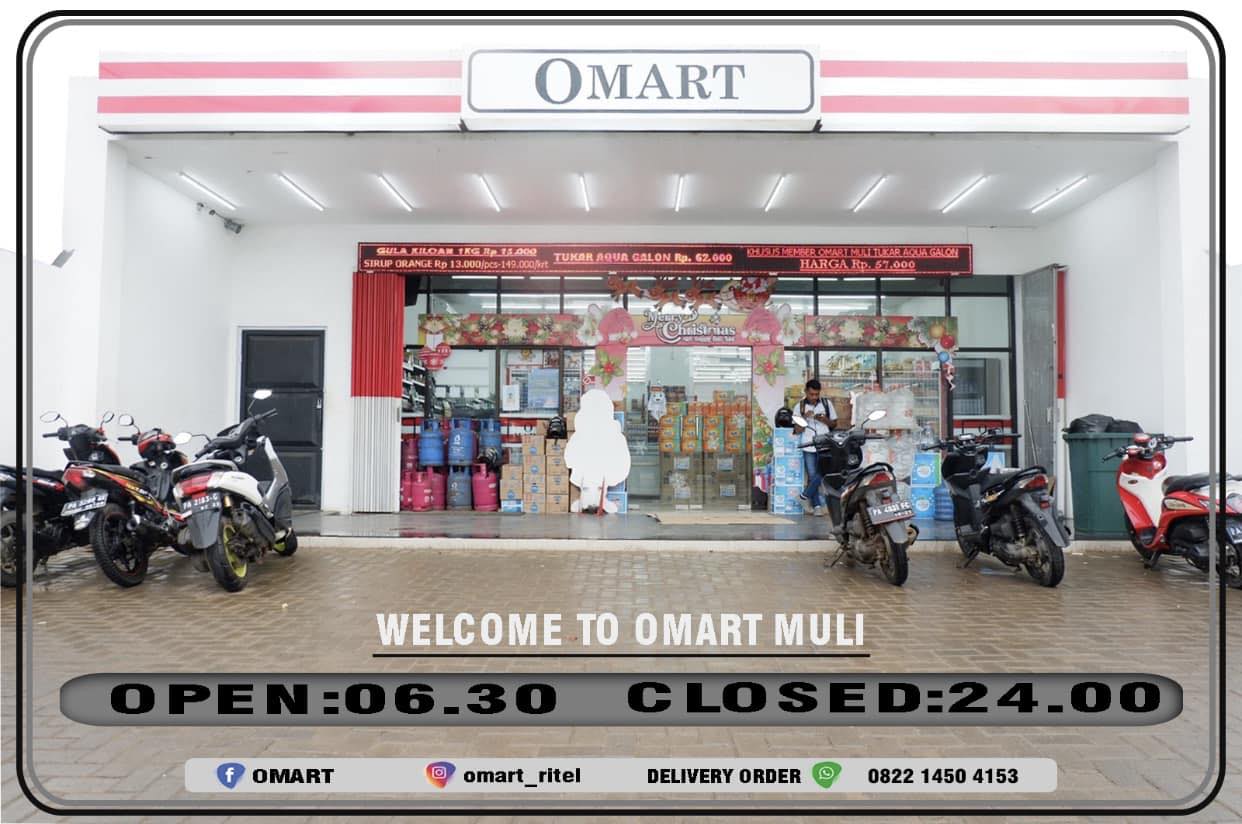 OMART
GULA KILOAN 1KG Rp 15.000
SIRUP ORANGE Rp 13.000/pcs-149.000/krt
TUKAR AQUA GALON Rp. 62.000
KHUSUS MEMBER OMART MULI TUKAR AQUA GALON
HARGA Rp. 57.000
Merry
Christmas
PA 2183 G
WELCOME TO OMART MULI
OPEN:06.30 CLOSED:24.00
OMART omart_ritel DELIVERY ORDER 0822 1450 4153